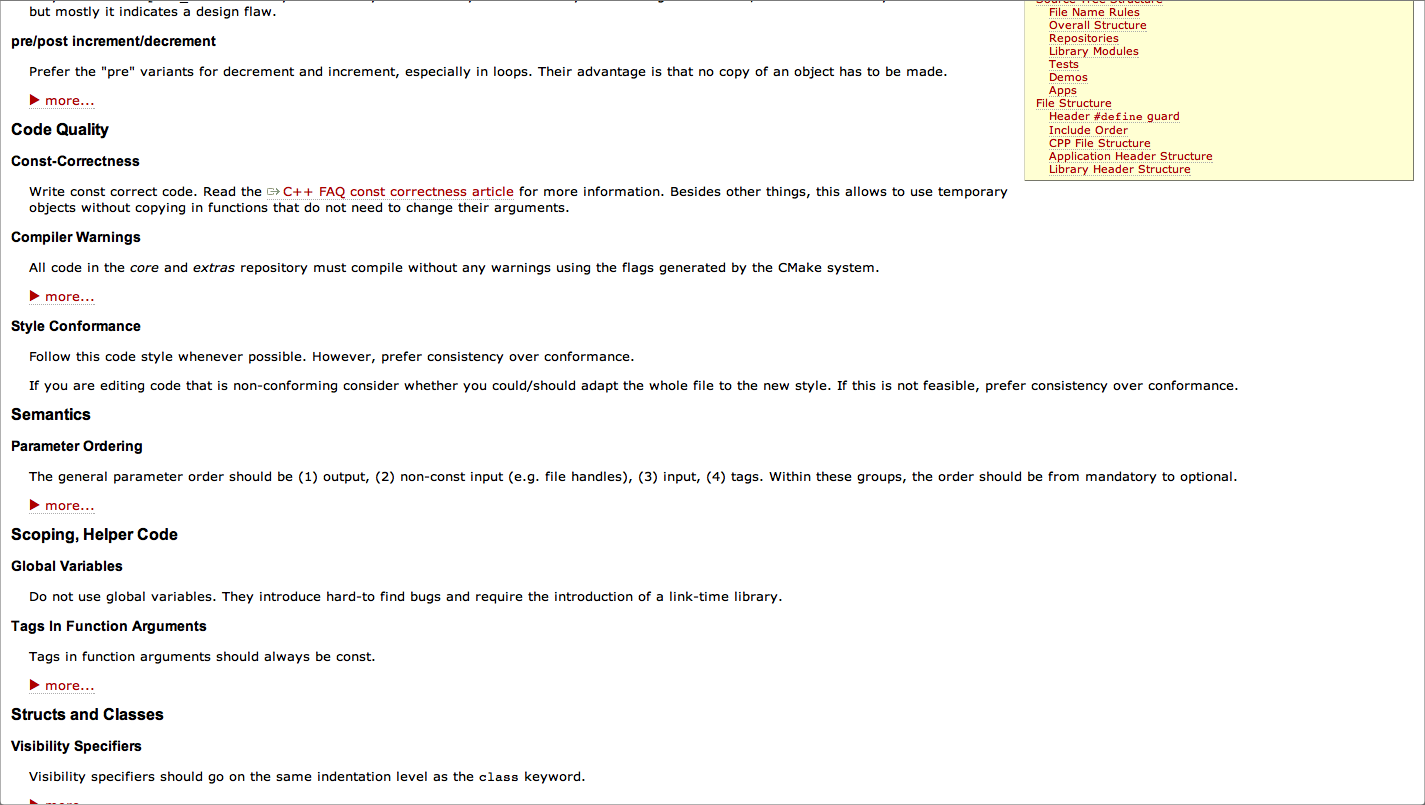 but mostly it indicates a design flaw.
pre/post increment/decrement
Prefer the "pre" variants for decrement and increment, especially in loops. Their advantage is that no copy of an object has to be made.
▶ more...
Code Quality
Const-Correctness
Write const correct code. Read the C++ FAQ const correctness article for more information. Besides other things, this allows to use temporary
objects without copying in functions that do not need to change their arguments.
Compiler Warnings
All code in the core and extras repository must compile without any warnings using the flags generated by the CMake system.
▶ more...
Style Conformance
Follow this code style whenever possible. However, prefer consistency over conformance.
If you are editing code that is non-conforming consider whether you could/should adapt the whole file to the new style. If this is not feasible, prefer consistency over conformance.
Semantics
Parameter Ordering
The general parameter order should be (1) output, (2) non-const input (e.g. file handles), (3) input, (4) tags. Within these groups, the order should be from mandatory to optional.
▶ more...
Scoping, Helper Code
Global Variables
Do not use global variables. They introduce hard-to find bugs and require the introduction of a link-time library.
Tags In Function Arguments
Tags in function arguments should always be const.
▶ more...
Structs and Classes
Visibility Specifiers
Visibility specifiers should go on the same indentation level as the class keyword.
▶ more
Source Tree Structure
File Name Rules
Overall Structure
Repositories
Library Modules
Tests
Demos
Apps
File Structure
Header #define guard
Include Order
CPP File Structure
Application Header Structure
Library Header Structure